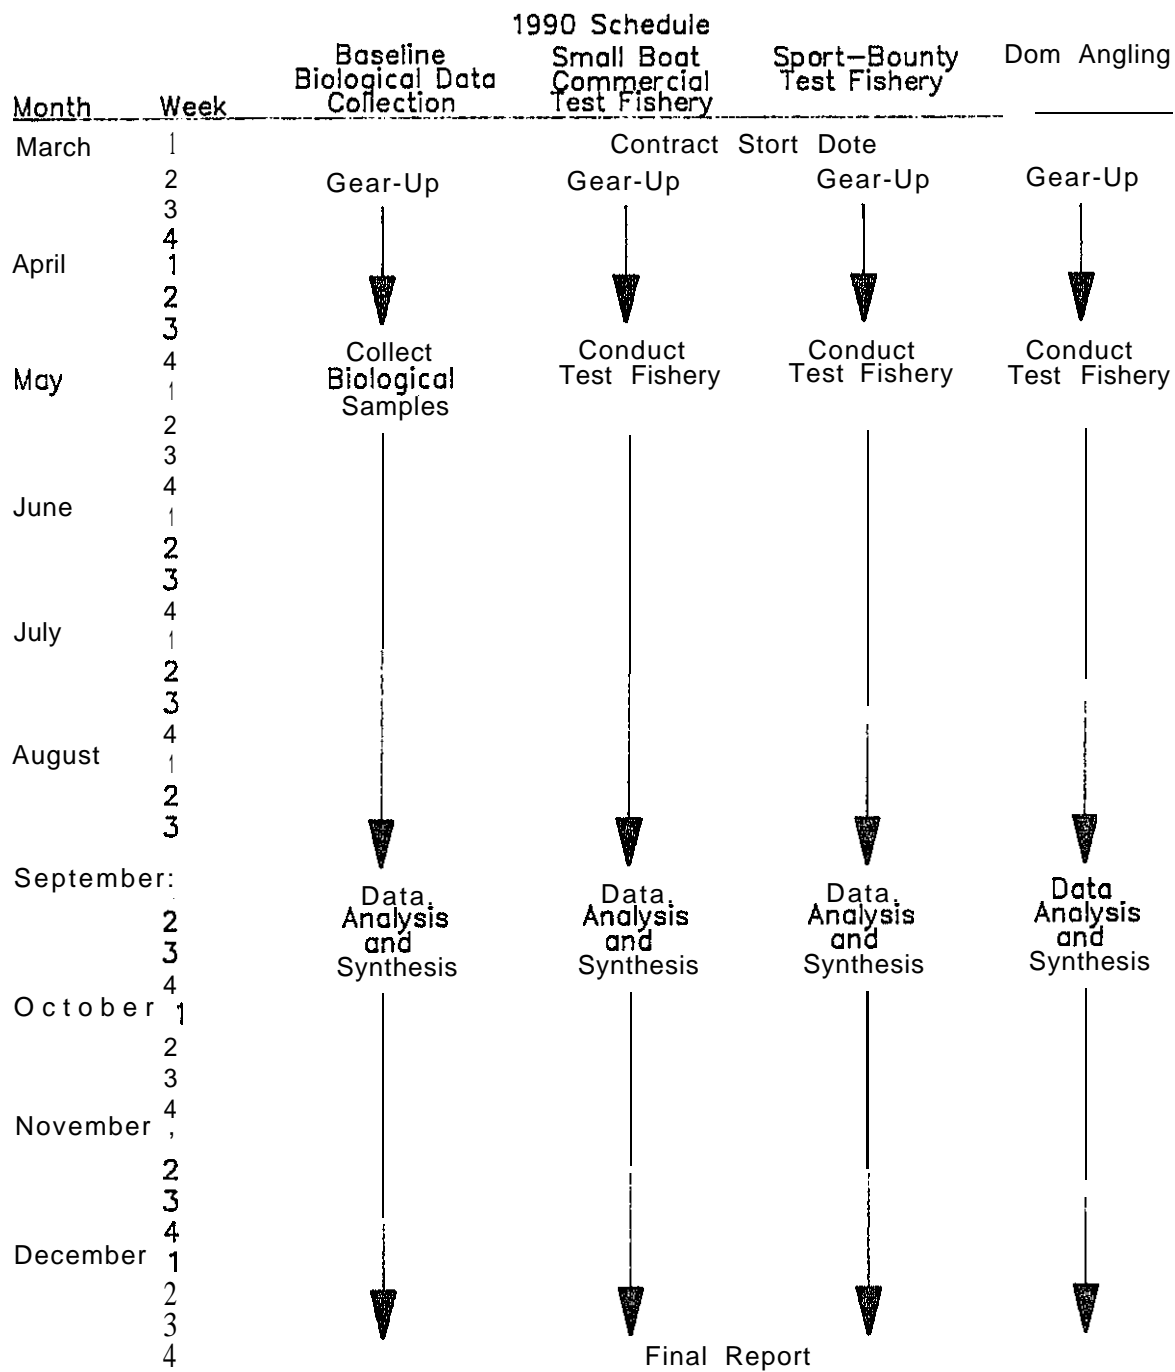 1990 Schedule
Baseline Small Boat Sport-Bounty Dom Angling
Biological Data Commercial Test Fishery
Month Week Collection Test Fishery
March 1 Contract Stort Dote
2 Gear-Up Gear-Up Gear-Up Gear-Up
3
4
April 1
2
3
4 Collect Conduct Conduct Conduct
May 1 Biological Test Fishery Test Fishery Test Fishery
Samples
2
3
4
June 1
2
3
4
July 1
2
3
4
August 1
2
3
September:
Data. Data. Data. Data
2 Analysis Analysis Analysis Analysis
3 and and and and
Synthesis Synthesis Synthesis Synthesis
4
October 1
2
3
4
November ,
2
3
4
December 1
2
3
4 Final Report